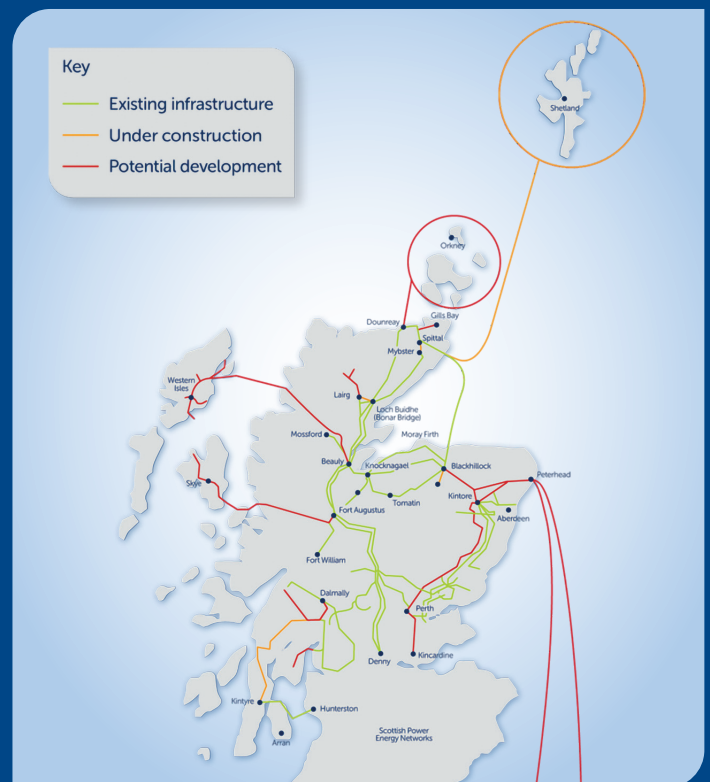 Key
Existing infrastructure
Under construction
Potential development
Shetland
Orkney
Gills Bay
Dounreay
Spittal
Mybster
Western
Isles
Lairg
Loch Buidhe
(Bonar Bridge)
Mossford
Moray Firth
Beauly
Knocknagael
Blackhillock
Peterhead
Skye
Kintore
Tomatin
Fort Augustus
Aberdeen
Fort William
Dalmally
Perth
Denny
Kincardine
Kintyre
Hunterston
Arran
Scottish Power
Energy Networks